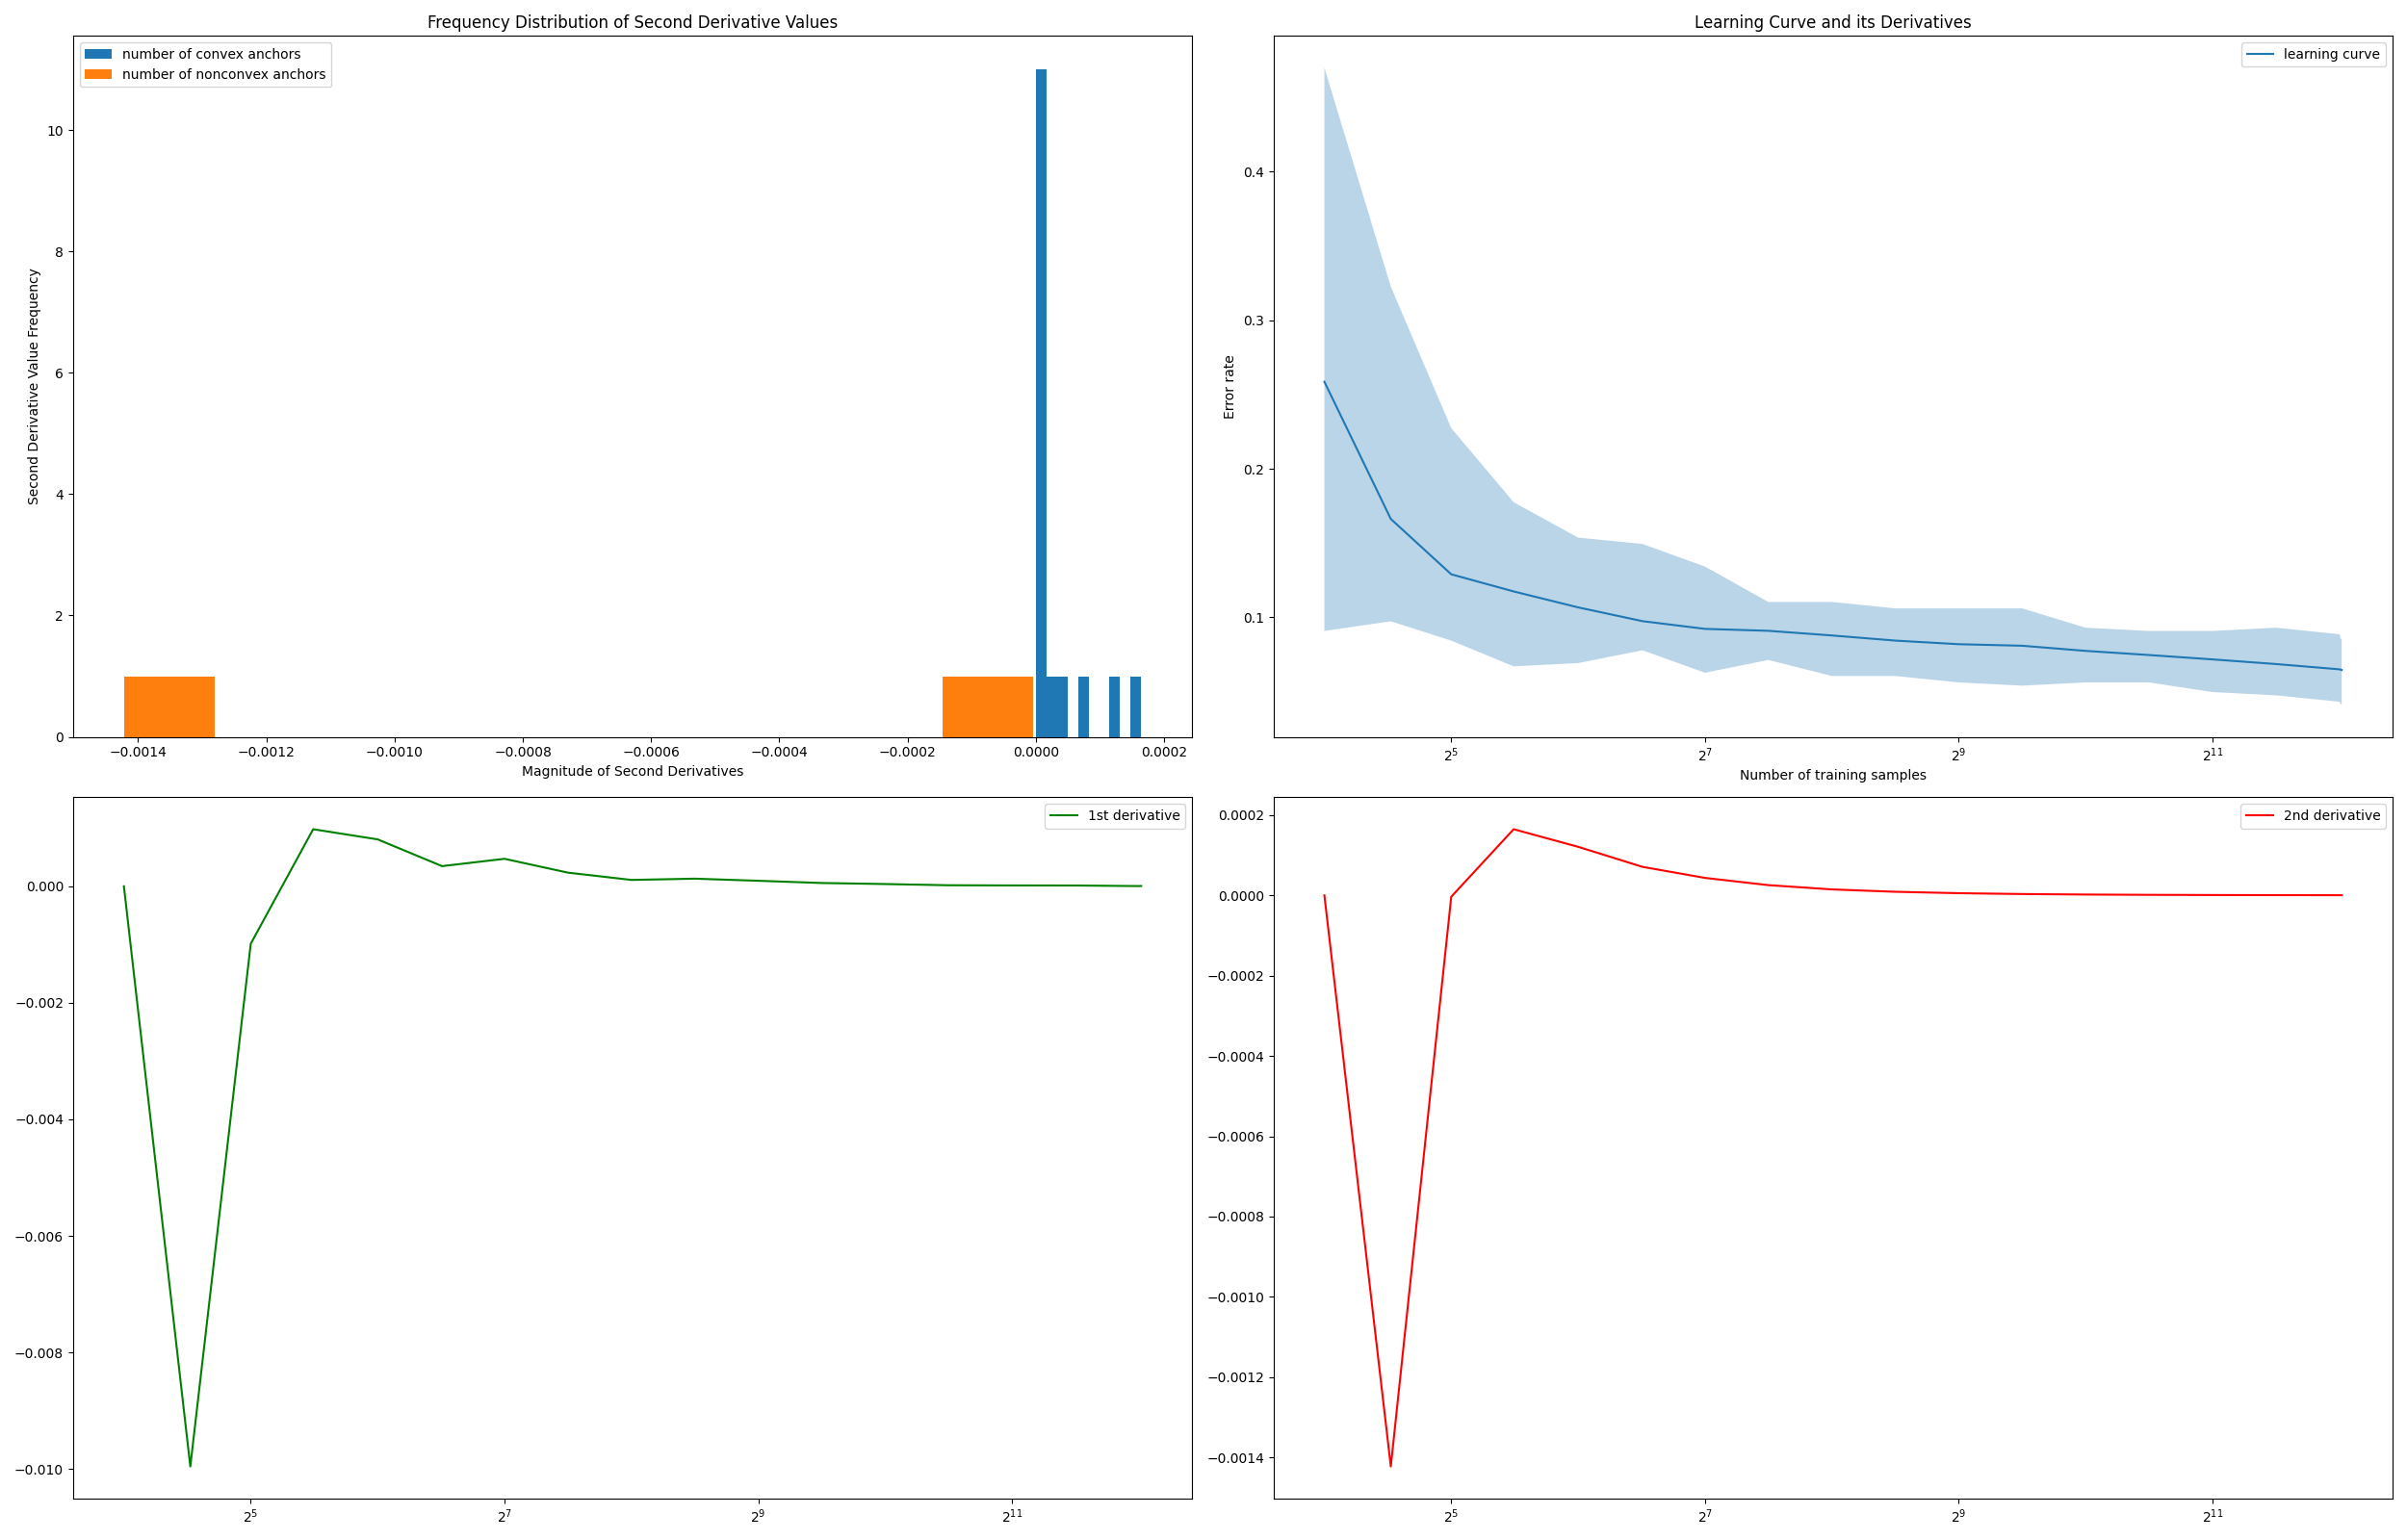 Frequency Distribution of Second Derivative Values
number of convex anchors
number of nonconvex anchors
Second Derivative Value Frequency
10
8
6
4
2
0
−0.0014 −0.0012 −0.0010 −0.0008 −0.0006 −0.0004 −0.0002 0.0000 0.0002
Magnitude of Second Derivatives
Learning Curve and its Derivatives
learning curve
Error rate
0.4
0.3
0.2
0.1
2^5 2^7 2^9 2^11
Number of training samples
1st derivative
0.000
−0.002
−0.004
−0.006
−0.008
−0.010
2^5 2^7 2^9 2^11
2nd derivative
0.0002
0.0000
−0.0002
−0.0004
−0.0006
−0.0008
−0.0010
−0.0012
−0.0014
2^5 2^7 2^9 2^11